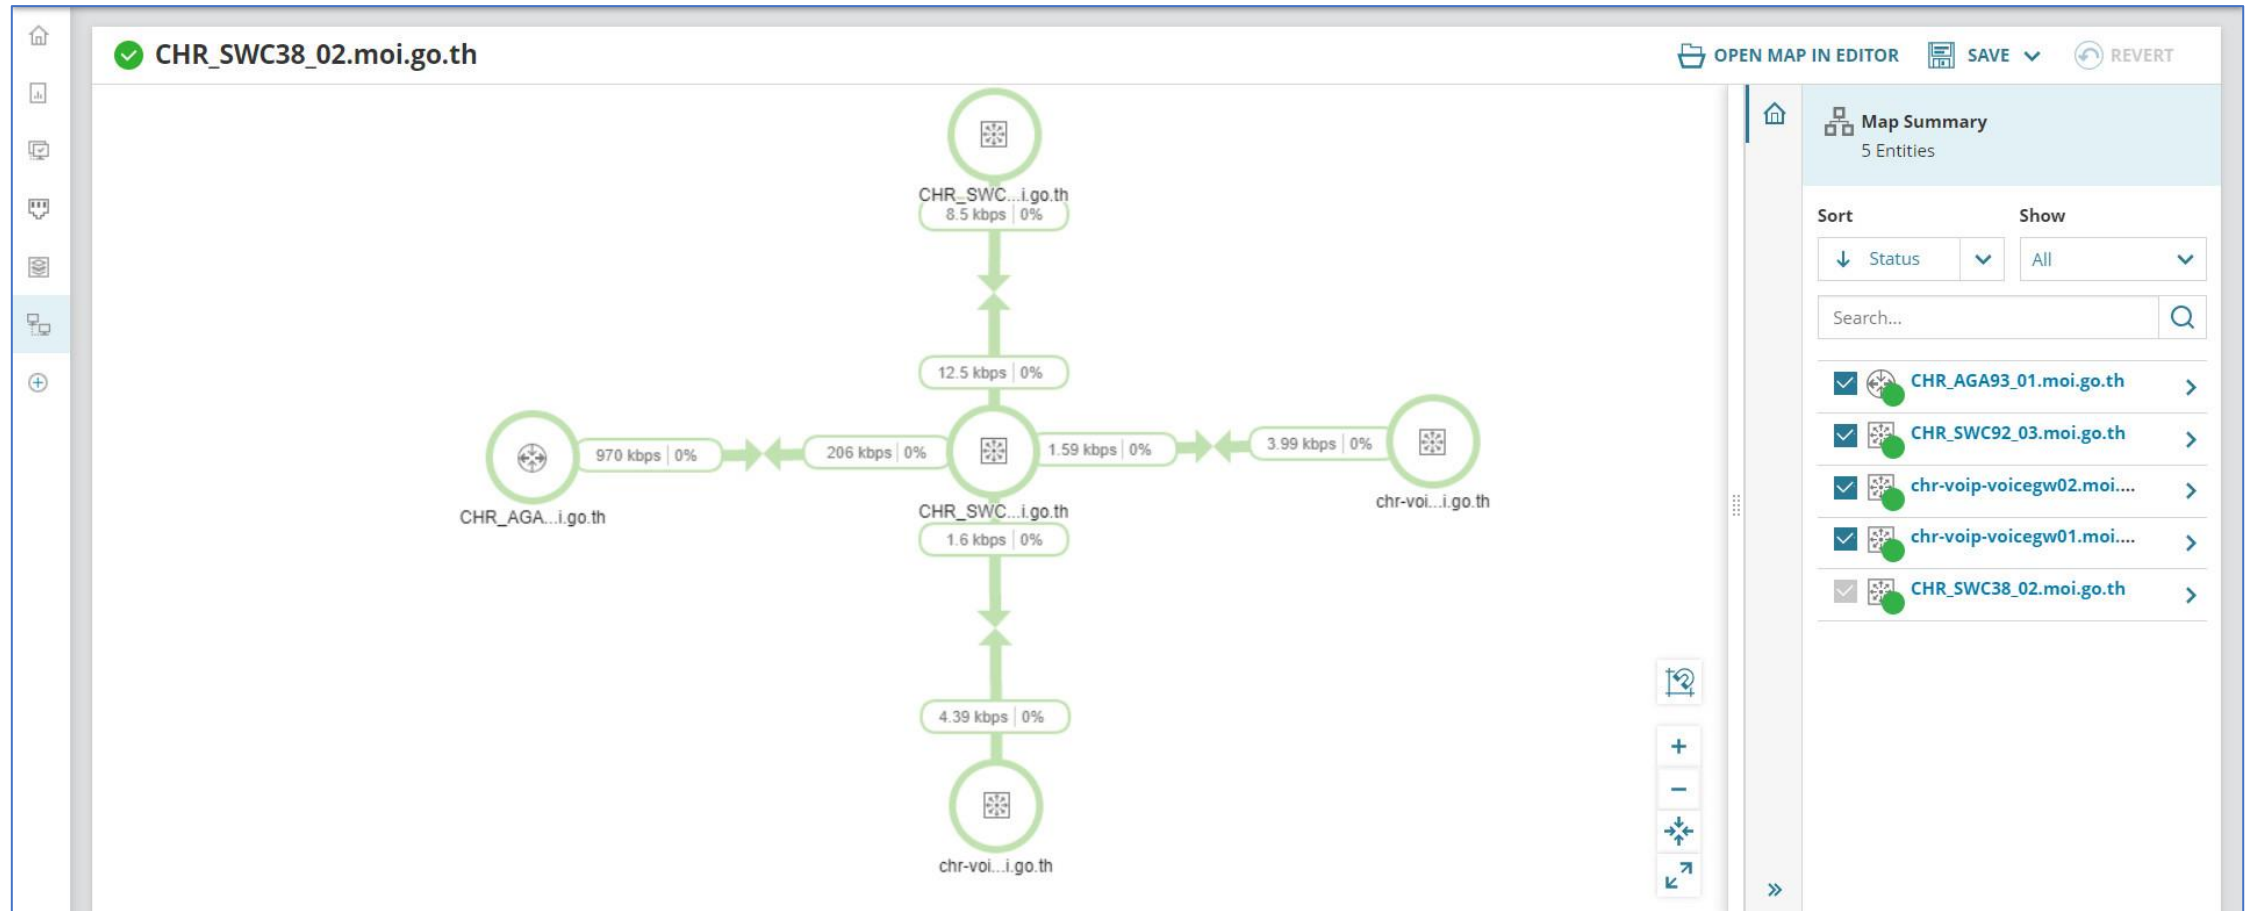 CHR_SWC38_02.moi.go.th
OPEN MAP IN EDITOR
SAVE
REVERT
CHR_SWC...i.go.th
8.5 kbps | 0%
12.5 kbps | 0%
970 kbps | 0%
206 kbps | 0%
1.59 kbps | 0%
3.99 kbps | 0%
CHR_AGA...i.go.th
CHR_SWC...i.go.th
chr-voi...i.go.th
1.6 kbps | 0%
4.39 kbps | 0%
chr-voi...i.go.th
Map Summary
5 Entities
Sort
Show
Status
All
Search...
CHR_AGA93_01.moi.go.th
CHR_SWC92_03.moi.go.th
chr-voip-voicegw02.moi....
chr-voip-voicegw01.moi....
CHR_SWC38_02.moi.go.th